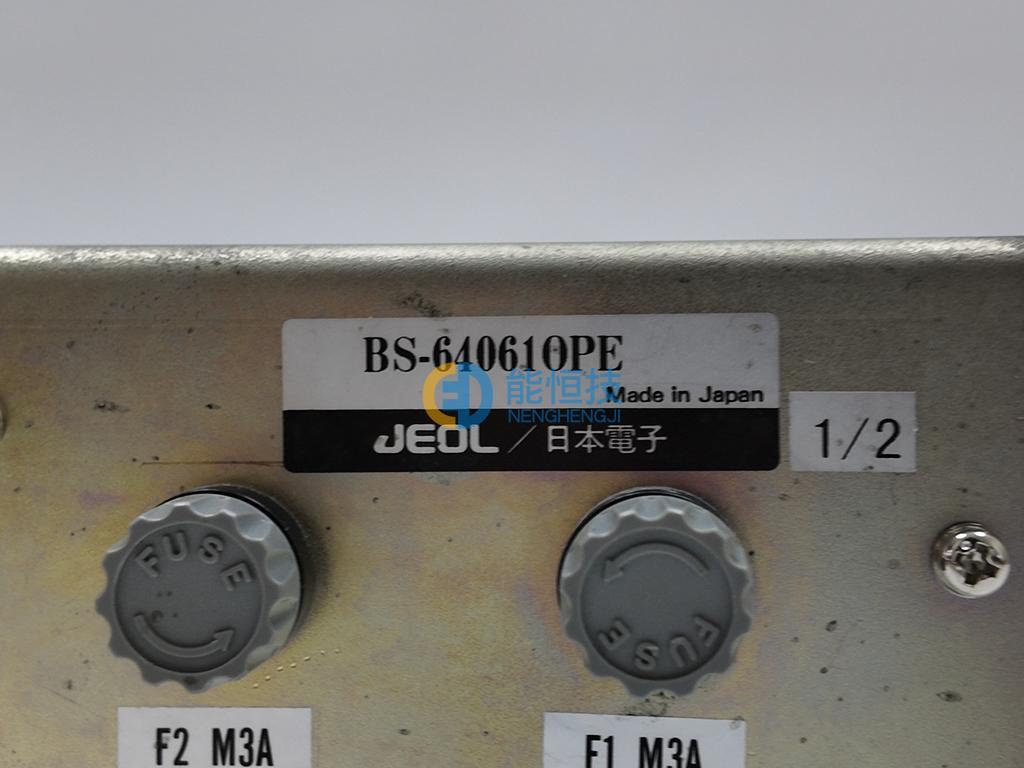 BS-64061OPE
Made in Japan
能恒技
NENGHENGJI
JEOL／日本電子
1/2
FUSE
FUSE
F2 M3A
F1 M3A